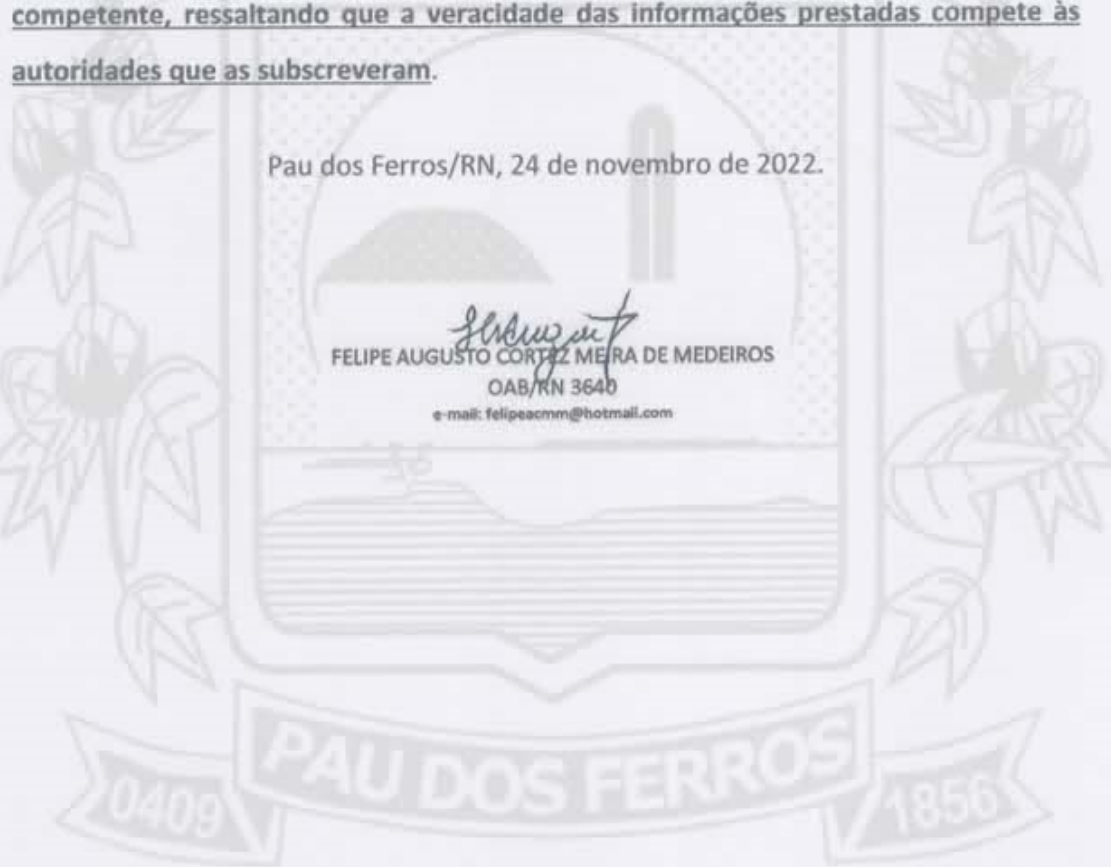 competente, ressaltando que a veracidade das informações prestadas compete às
autoridades que as subscreveram.
Pau dos Ferros/RN, 24 de novembro de 2022.
FELIPE AUGUSTO CORTEZ MEIRA DE MEDEIROS
OAB/RN 3640
e-mail: felipeacmm@hotmail.com
PAU DOS FERROS
0409 1856